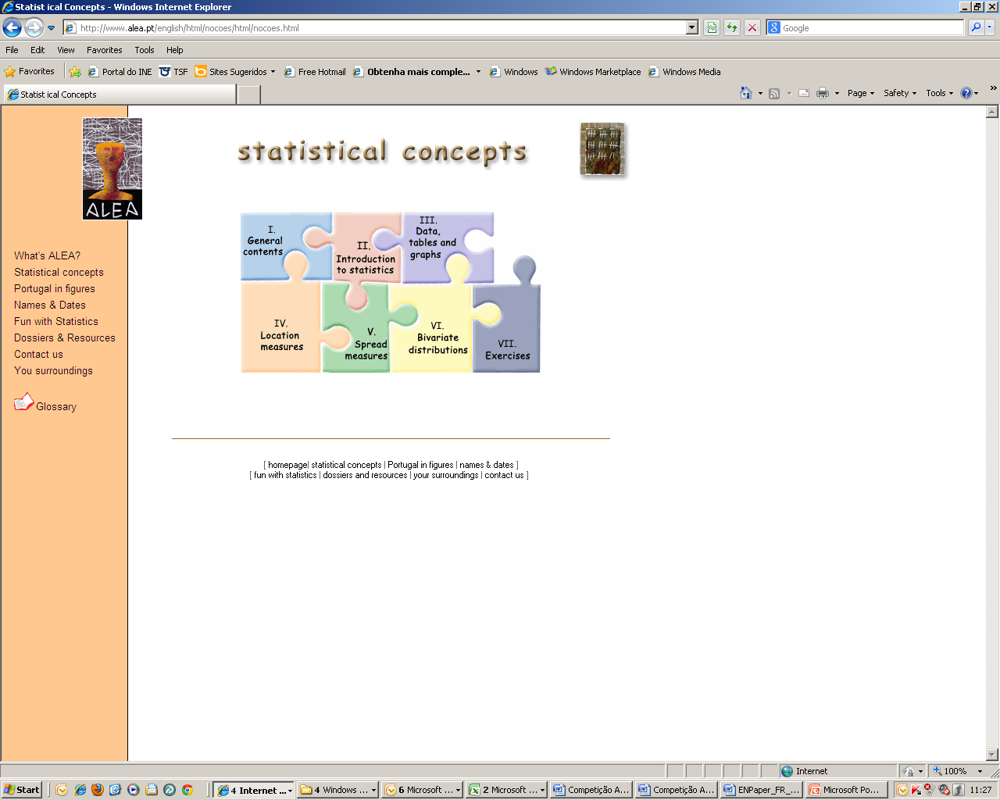 Statist ical Concepts - Windows Internet Explorer
http://www.alea.pt/english/html/nocoes/html/nocoes.html
Google
File Edit View Favorites Tools Help
Favorites Portal do INE TSF Sites Sugeridos Free Hotmail Obtenha mais comple... Windows Windows Marketplace Windows Media
Statist ical Concepts
Page Safety Tools
ALEA
statistical concepts
I.
General
contents
II.
Introduction
to statistics
III.
Data,
tables and
graphs
IV.
Location
measures
V.
Spread
measures
VI.
Bivariate
distributions
VII.
Exercises
What's ALEA?
Statistical concepts
Portugal in figures
Names & Dates
Fun with Statistics
Dossiers & Resources
Contact us
You surroundings
Glossary
[ homepage| statistical concepts | Portugal in figures | names & dates ]
[ fun with statistics | dossiers and resources | your surroundings | contact us ]
Internet 100%
Start 4 Internet ... 4 Windows ... 6 Microsoft ... 2 Microsoft ... Competição A... Competição A... ENPaper_FR_... Microsoft Po... 11:27